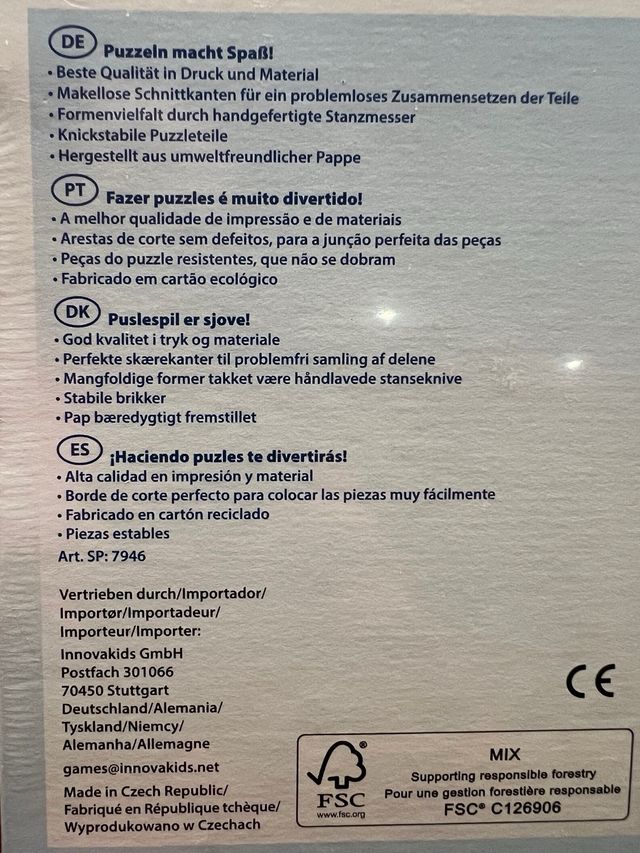 DE Puzzeln macht Spaß!
• Beste Qualität in Druck und Material
• Makellose Schnittkanten für ein problemloses Zusammensetzen der Teile
• Formenvielfalt durch handgefertigte Stanzmesser
• Knickstabile Puzzleteile
• Hergestellt aus umweltfreundlicher Pappe
PT Fazer puzzles é muito divertido!
• A melhor qualidade de impressão e de materiais
• Arestas de corte sem defeitos, para a junção perfeita das peças
• Peças do puzzle resistentes, que não se dobram
• Fabricado em cartão ecológico
DK Puslespil er sjove!
• God kvalitet i tryk og materiale
• Perfekte skærekanter til problemfri samling af delene
• Mangfoldige former takket være håndlavede stanseknive
• Stabile brikker
• Pap bæredygtigt fremstillet
ES ¡Haciendo puzles te divertirás!
• Alta calidad en impresión y material
• Borde de corte perfecto para colocar las piezas muy fácilmente
• Fabricado en cartón reciclado
• Piezas estables
Art. SP: 7946
Vertrieben durch/Importador/
Importør/Importadeur/
Importeur/Importer:
Innovakids GmbH
Postfach 301066
70450 Stuttgart
Deutschland/Alemania/
Tyskland/Niemcy/
Alemanha/Allemagne
games@innovakids.net
Made in Czech Republic/
Fabriqué en République tchèque/
Wyprodukowano w Czechach
CE
FSC®
www.fsc.org
MIX
Supporting responsible forestry
Pour une gestion forestière responsable
FSC® C126906